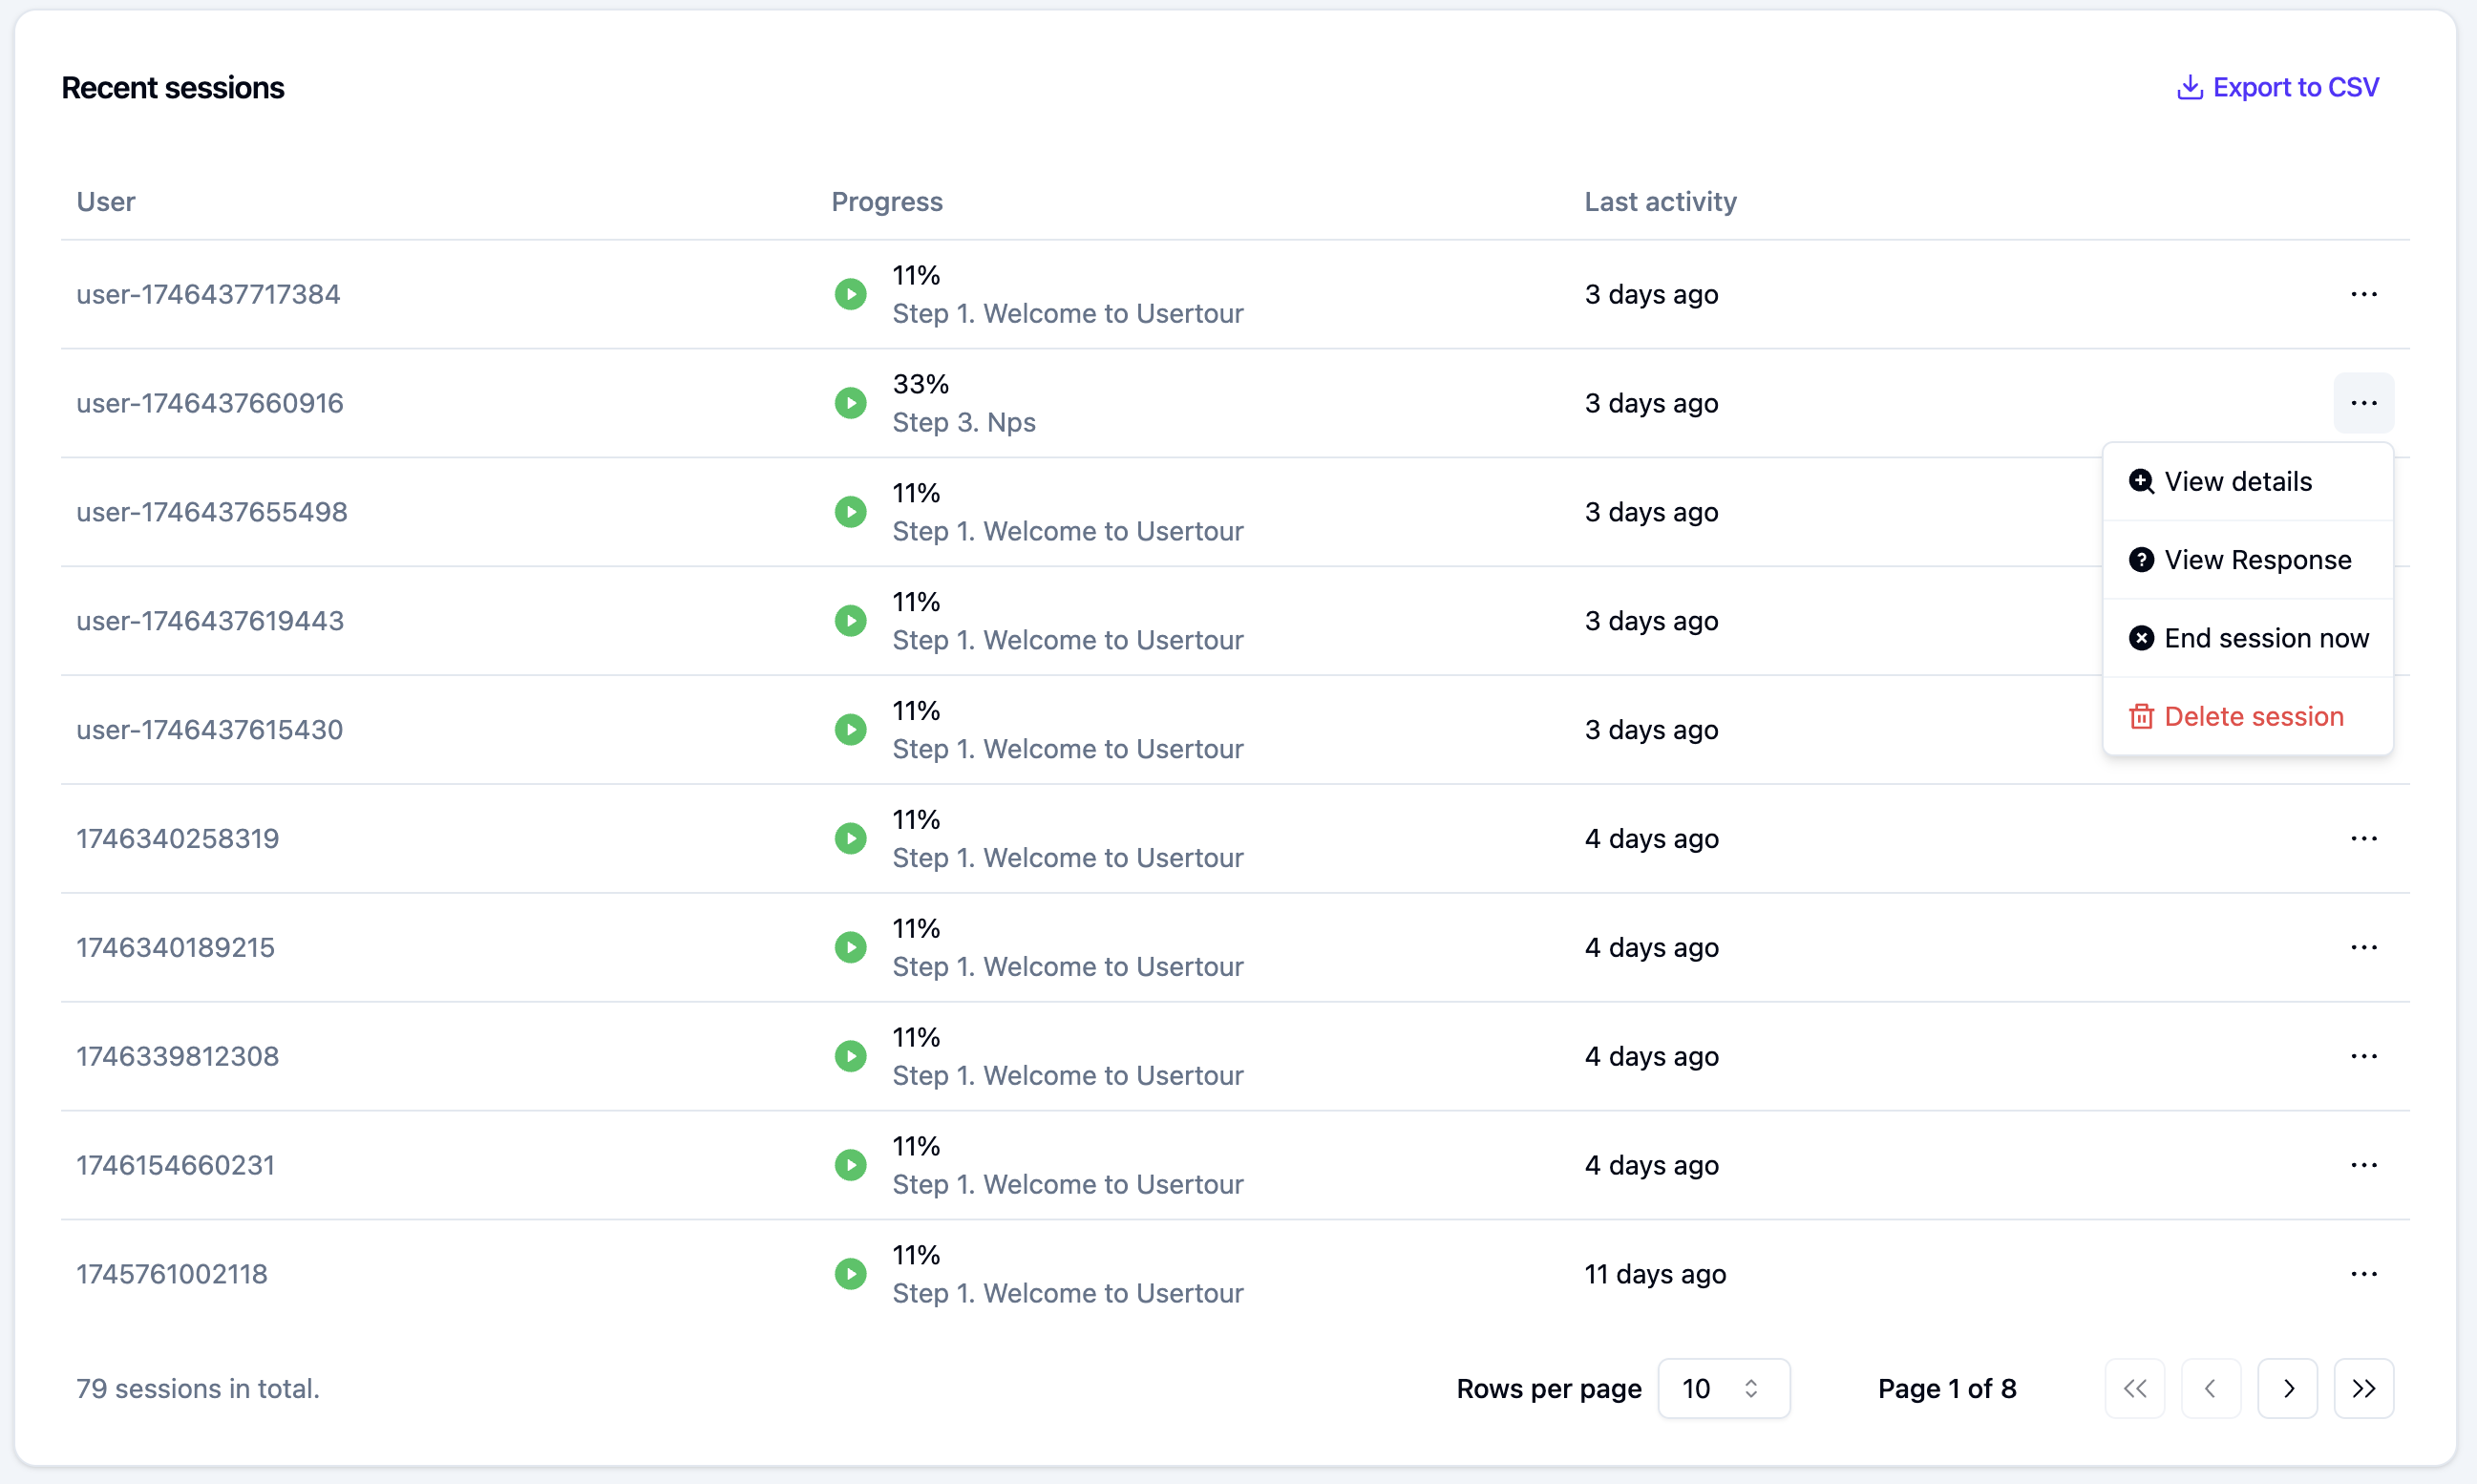 Recent sessions
Export to CSV
User Progress Last activity
11%
user-1746437717384 3 days ago ···
Step 1. Welcome to Usertour
33%
user-1746437660916 3 days ago ···
Step 3. Nps
View details
11%
user-1746437655498 3 days ago
Step 1. Welcome to Usertour
View Response
11%
user-1746437619443 3 days ago
Step 1. Welcome to Usertour
End session now
11%
user-1746437615430 3 days ago
Step 1. Welcome to Usertour
Delete session
11%
1746340258319 4 days ago ···
Step 1. Welcome to Usertour
11%
1746340189215 4 days ago ···
Step 1. Welcome to Usertour
11%
1746339812308 4 days ago ···
Step 1. Welcome to Usertour
11%
1746154660231 4 days ago ···
Step 1. Welcome to Usertour
11%
1745761002118 11 days ago ···
Step 1. Welcome to Usertour
79 sessions in total. Rows per page 10 Page 1 of 8